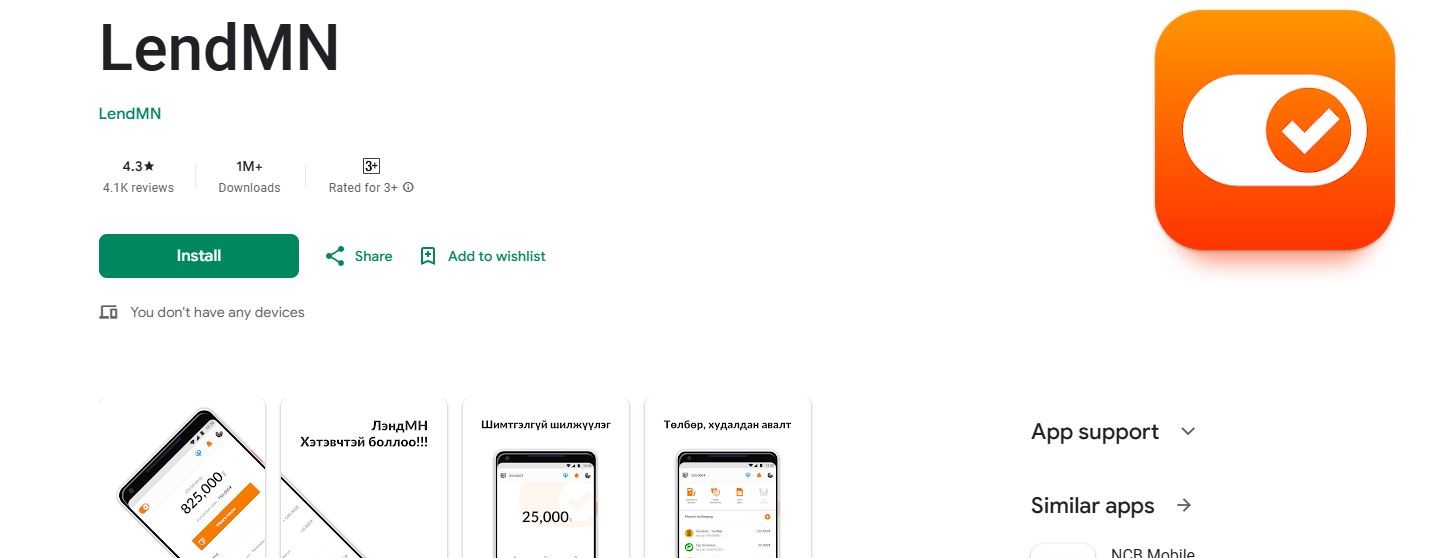 LendMN
LendMN
4.3★
4.1K reviews
1M+
Downloads
3+
Rated for 3+
Install
Share
Add to wishlist
You don't have any devices
825,000
ЛэндМН
Хэтэвчтэй боллоо!!!
Шимтгэлгүй шилжүүлэг
25,000
Төлбөр, худалдан авалт
App support
Similar apps
NCB Mobile